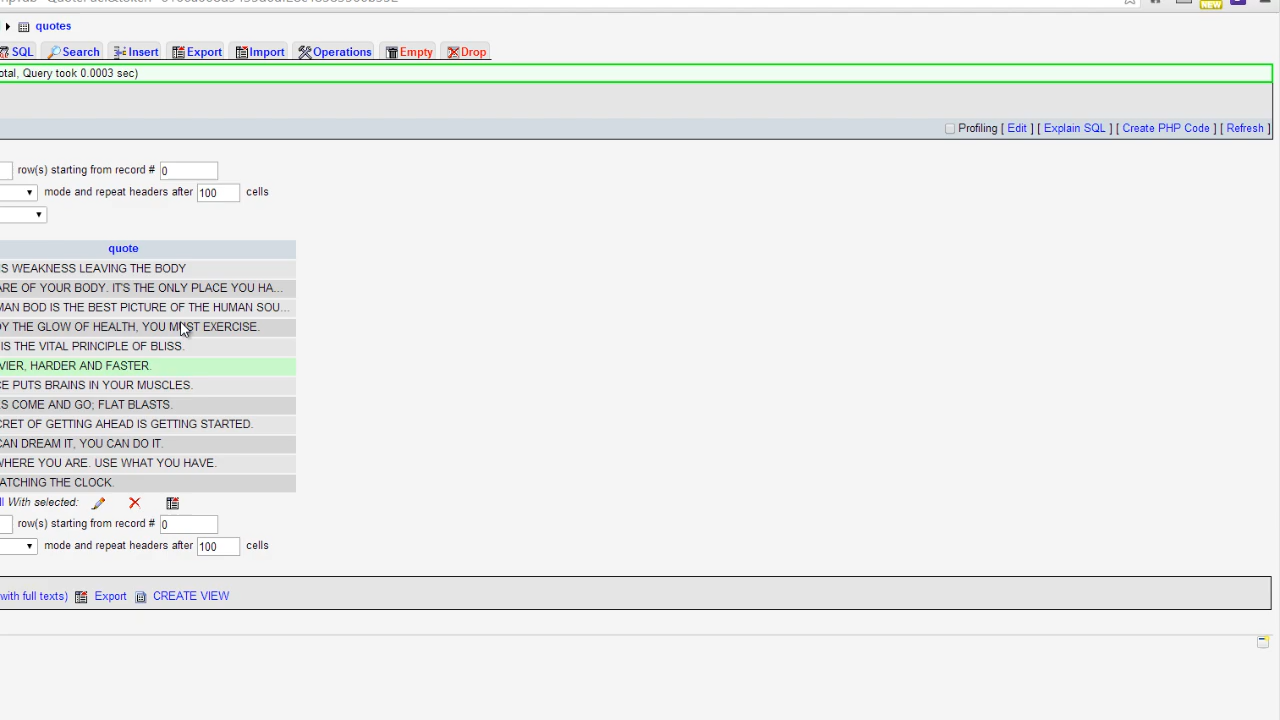 quotes
SQL Search Insert Export Import Operations Empty Drop
otal, Query took 0.0003 sec)
Profiling [ Edit ] [ Explain SQL ] [ Create PHP Code ] [ Refresh ]
row(s) starting from record # 0
mode and repeat headers after 100 cells
quote
S WEAKNESS LEAVING THE BODY
ARE OF YOUR BODY. IT'S THE ONLY PLACE YOU HA...
MAN BOD IS THE BEST PICTURE OF THE HUMAN SOU...
OY THE GLOW OF HEALTH, YOU MUST EXERCISE.
IS THE VITAL PRINCIPLE OF BLISS.
VIER, HARDER AND FASTER.
CE PUTS BRAINS IN YOUR MUSCLES.
S COME AND GO; FLAT BLASTS.
CRET OF GETTING AHEAD IS GETTING STARTED.
CAN DREAM IT, YOU CAN DO IT.
WHERE YOU ARE. USE WHAT YOU HAVE.
ATCHING THE CLOCK.
ll With selected:
row(s) starting from record # 0
mode and repeat headers after 100 cells
with full texts) Export CREATE VIEW